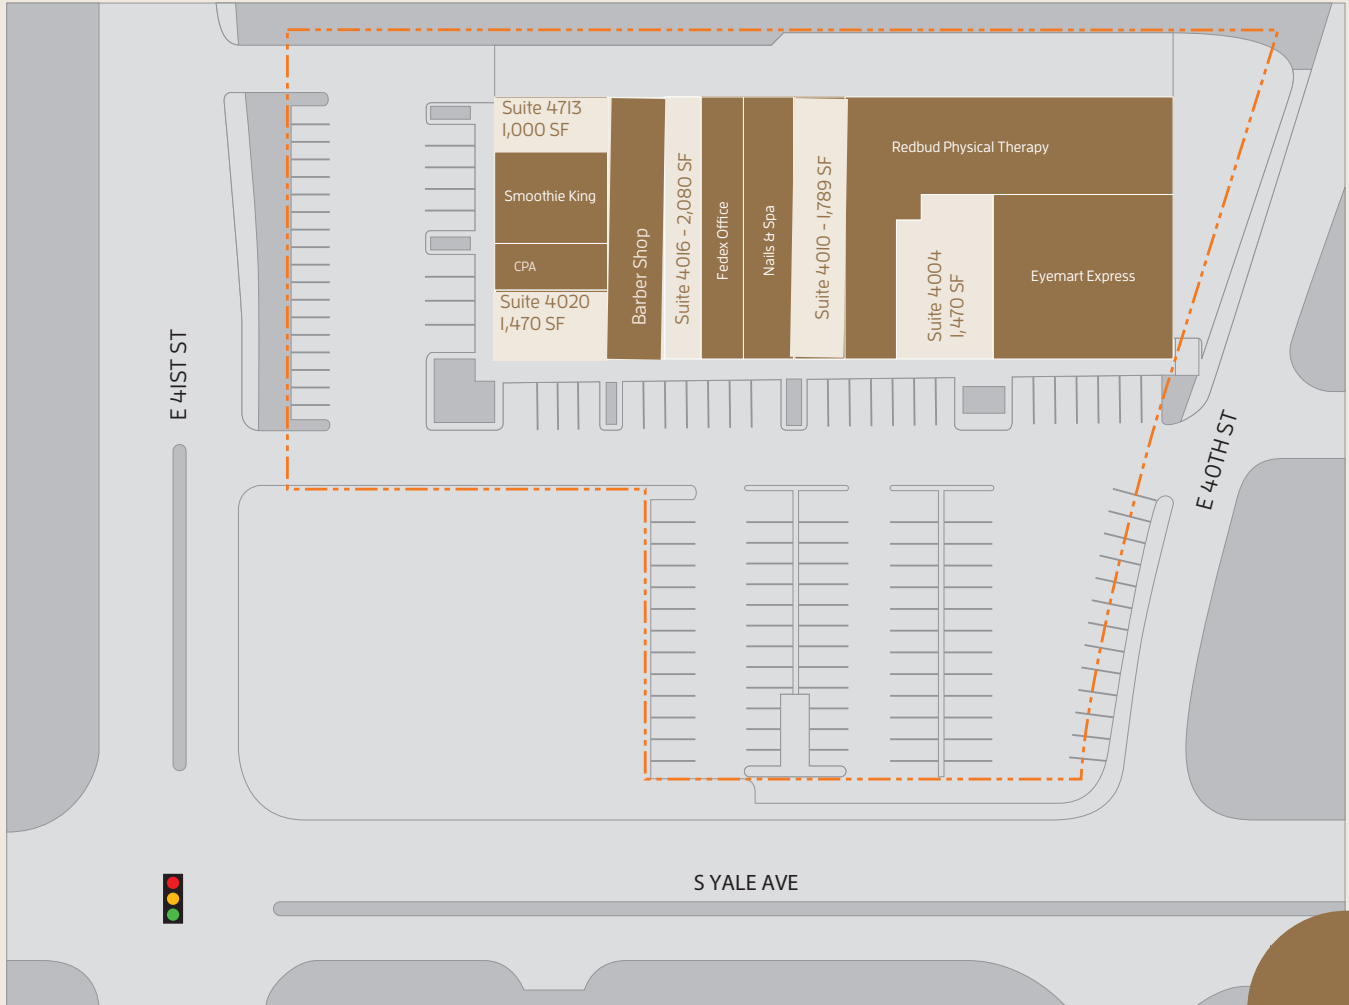 Suite 4713
1,000 SF
Smoothie King
CPA
Suite 4020
1,470 SF
Barber Shop
Suite 4016 - 2,080 SF
Fedex Office
Nails & Spa
Suite 4010 - 1,789 SF
Redbud Physical Therapy
Suite 4004
1,470 SF
Eyemart Express
E 41ST ST
E 40TH ST
S YALE AVE